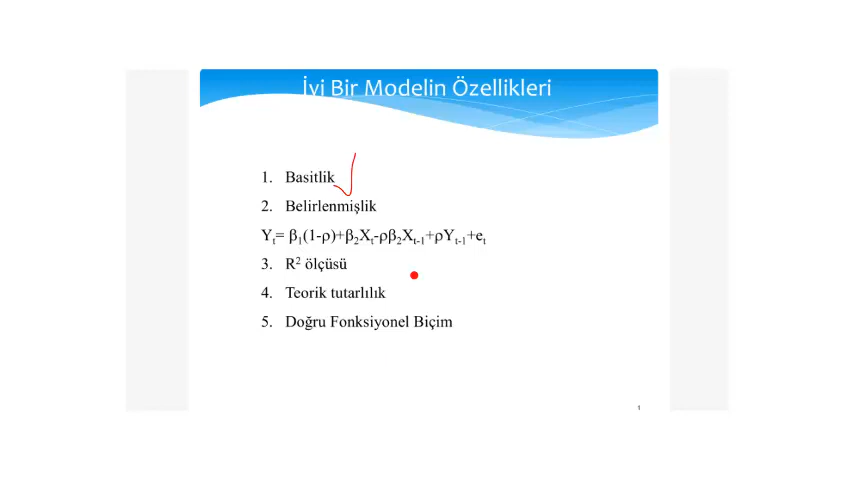 İyi Bir Modelin Özellikleri
1. Basitlik
2. Belirlenmişlik
Yₜ= β₁(1-ρ)+β₂Xₜ-ρβ₂Xₜ₋₁+ρYₜ₋₁+eₜ
3. R² ölçüsü
4. Teorik tutarlılık
5. Doğru Fonksiyonel Biçim
1